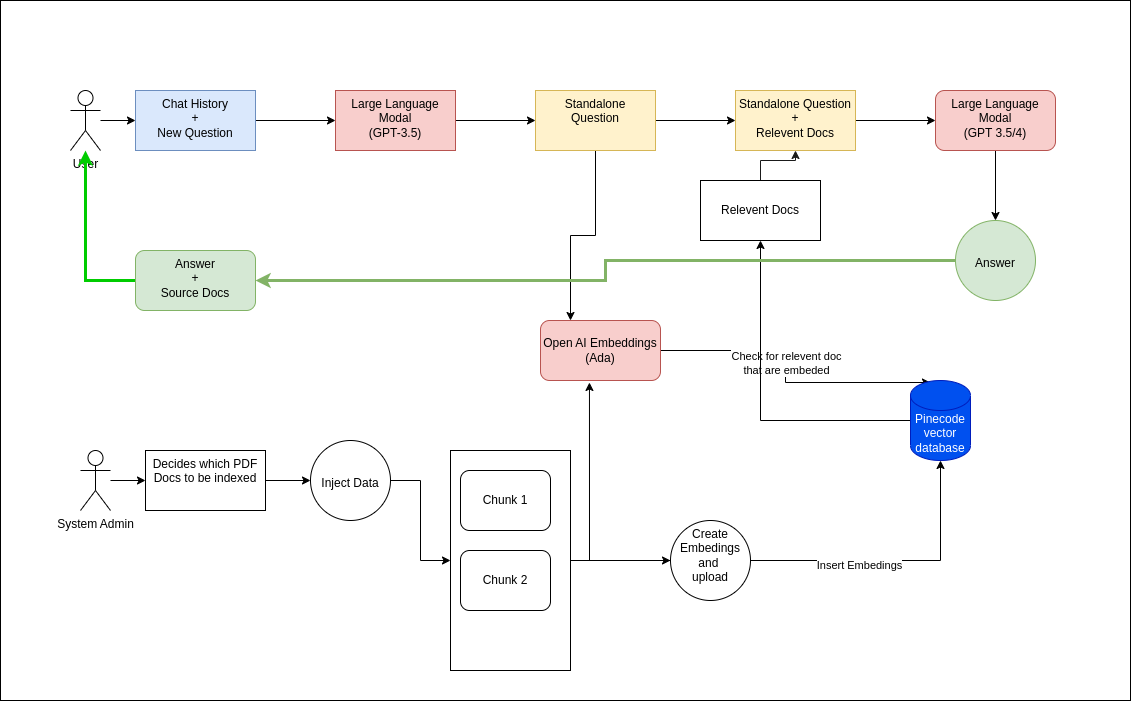 Chat History
+
New Question
Large Language
Modal
(GPT-3.5)
Standalone
Question
Standalone Question
+
Relevent Docs
Large Language
Modal
(GPT 3.5/4)
User
Relevent Docs
Answer
+
Source Docs
Answer
Open AI Embeddings
(Ada)
Check for relevent doc
that are embeded
Pinecode
vector
database
Decides which PDF
Docs to be indexed
Inject Data
System Admin
Chunk 1
Chunk 2
Create
Embedings
and
upload
Insert Embedings